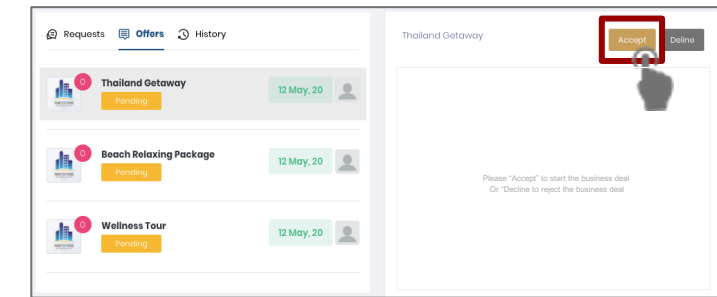 Requests Offers History
0
Thailand Getaway
Pending
12 May, 20
0
Beach Relaxing Package
Pending
12 May, 20
0
Wellness Tour
Pending
12 May, 20
Thailand Getaway
Accept Deline
Please "Accept" to start the business deal
Or "Decline to reject the business deal